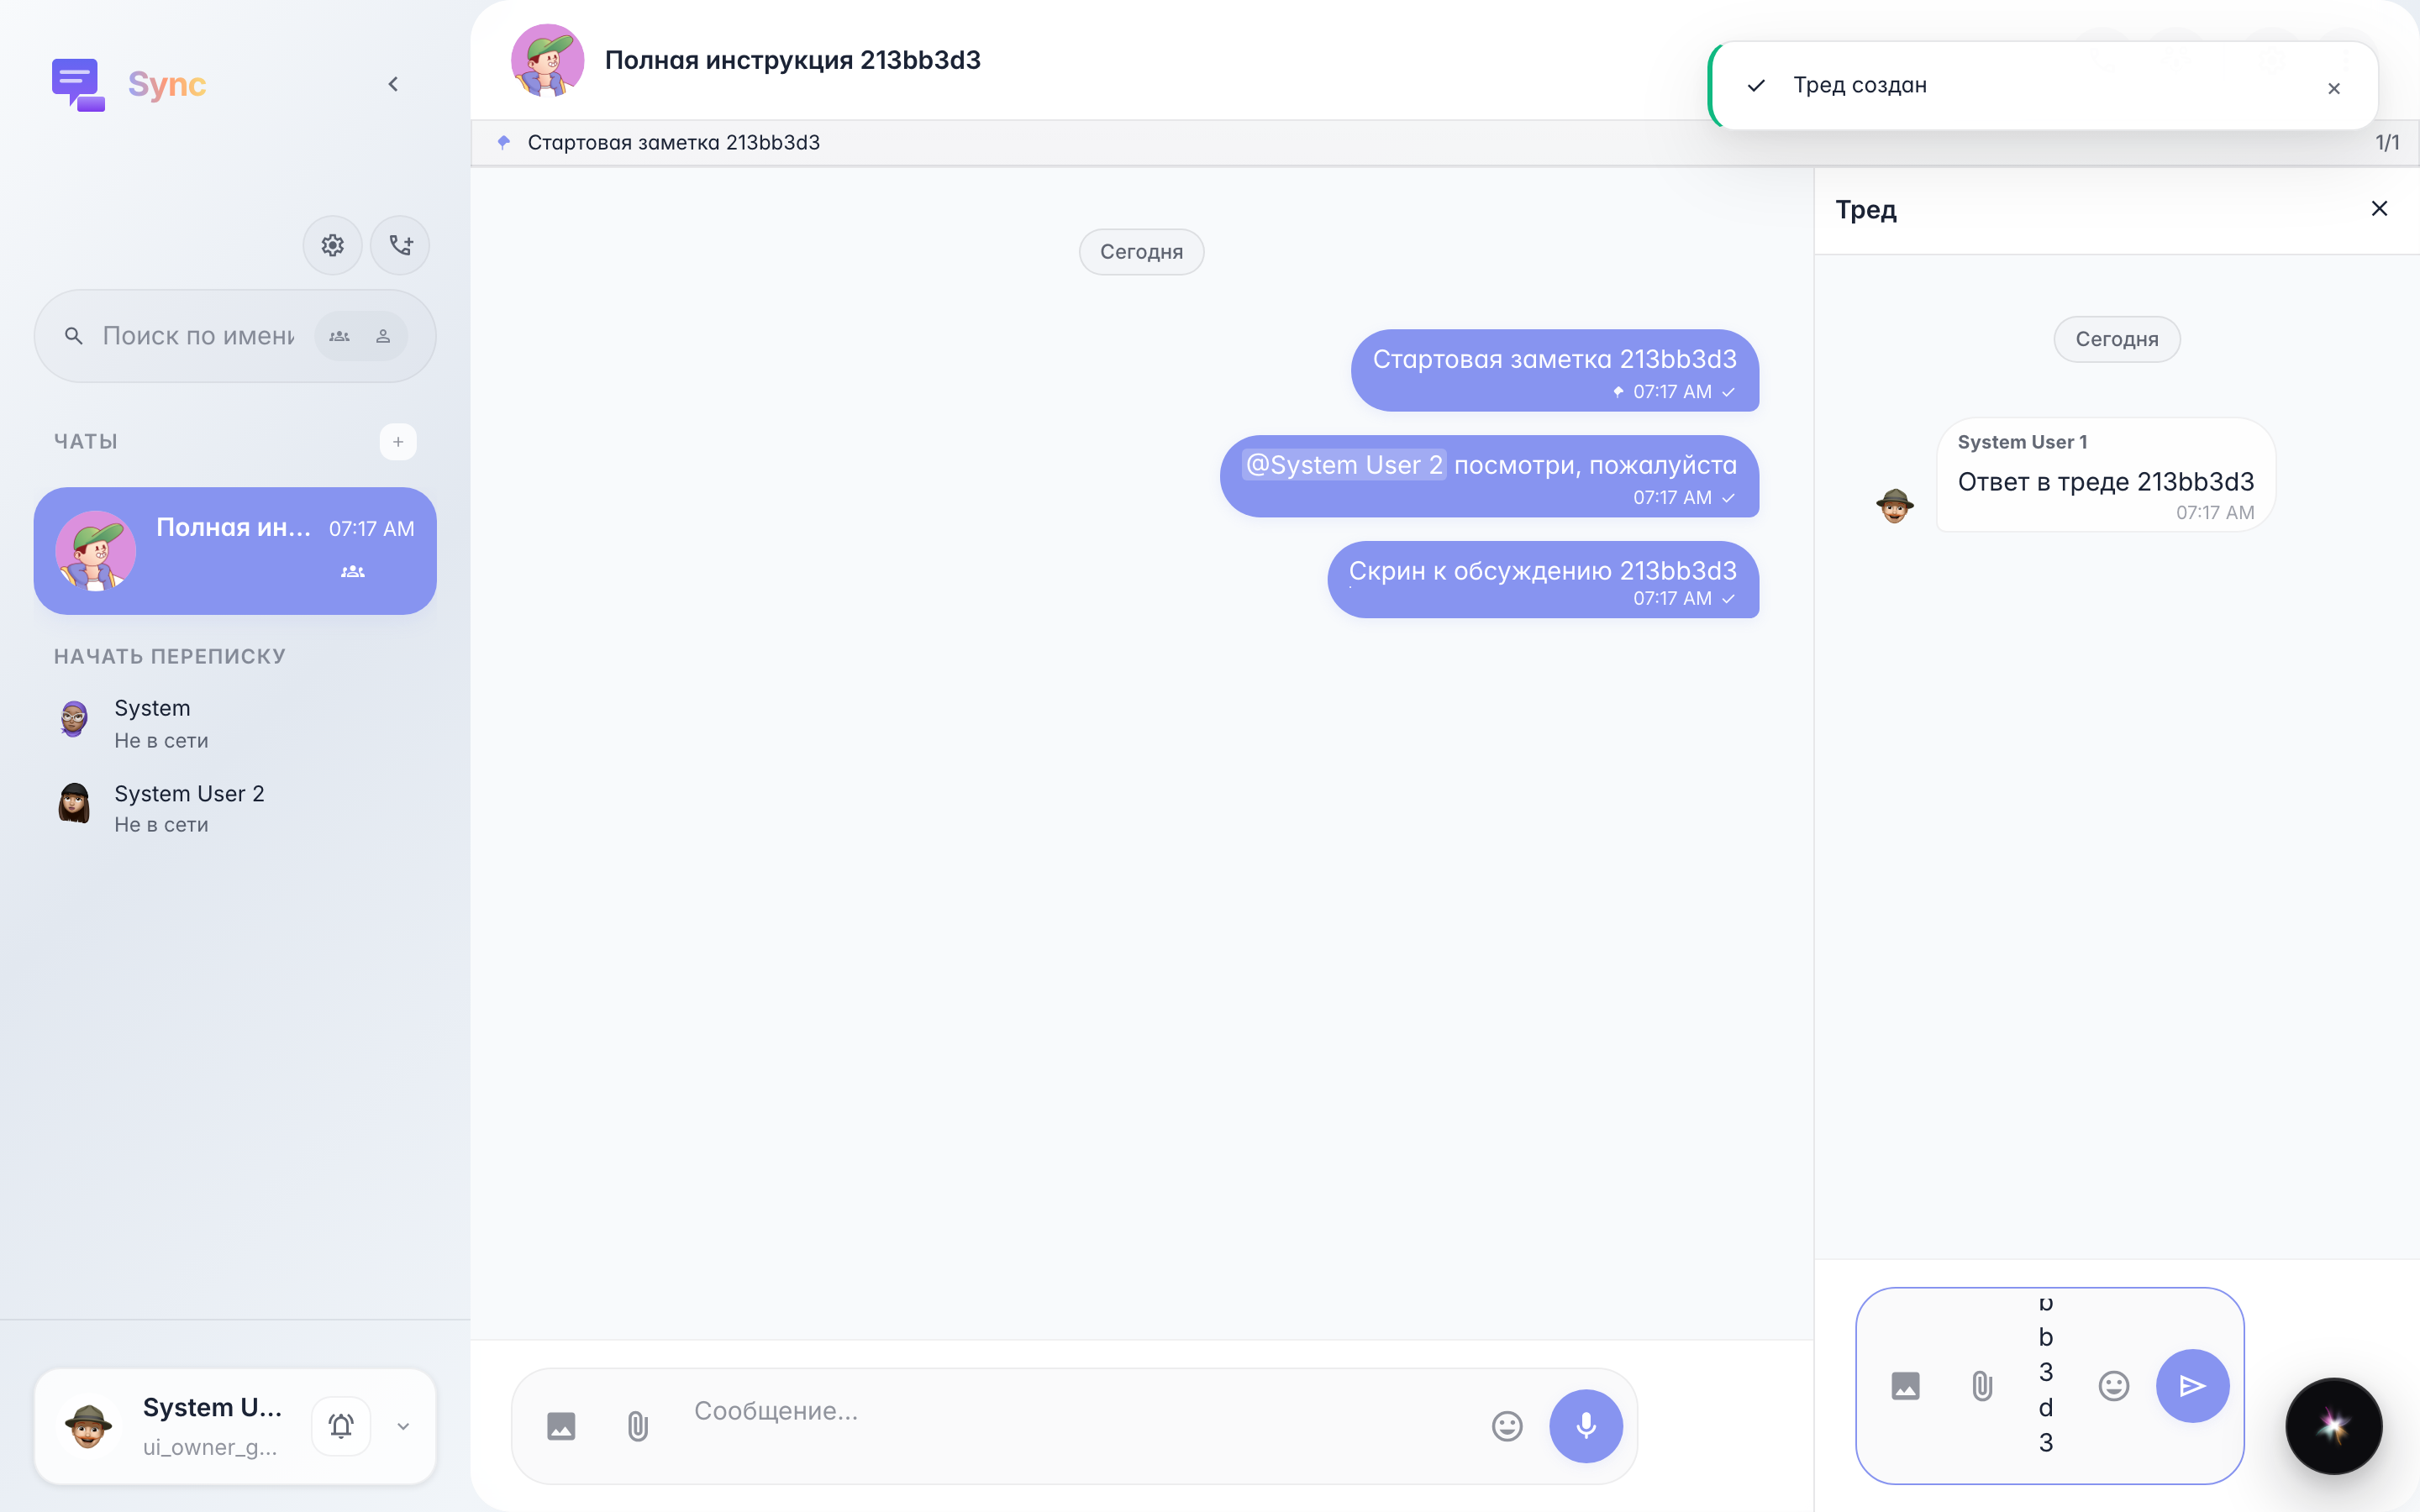 Sync
Поиск по имени
ЧАТЫ
Полная ин... 07:17 AM
НАЧАТЬ ПЕРЕПИСКУ
System
Не в сети
System User 2
Не в сети
System U...
ui_owner_g...
Полная инструкция 213bb3d3
Тред создан
Стартовая заметка 213bb3d3
1/1
Сегодня
Стартовая заметка 213bb3d3
07:17 AM
@System User 2 посмотри, пожалуйста
07:17 AM
Скрин к обсуждению 213bb3d3
07:17 AM
Сообщение...
Тред
Сегодня
System User 1
Ответ в треде 213bb3d3
07:17 AM
b
b
3
d
3